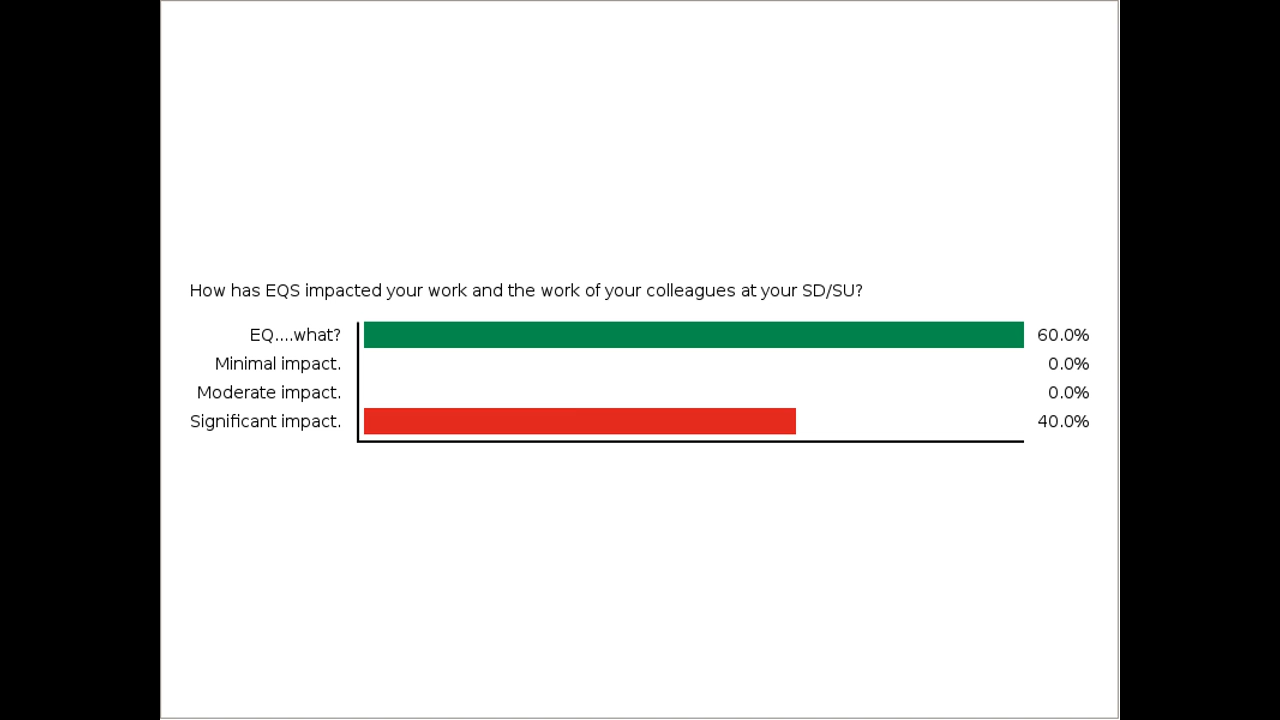 How has EQS impacted your work and the work of your colleagues at your SD/SU?
EQ....what? 60.0%
Minimal impact. 0.0%
Moderate impact. 0.0%
Significant impact. 40.0%